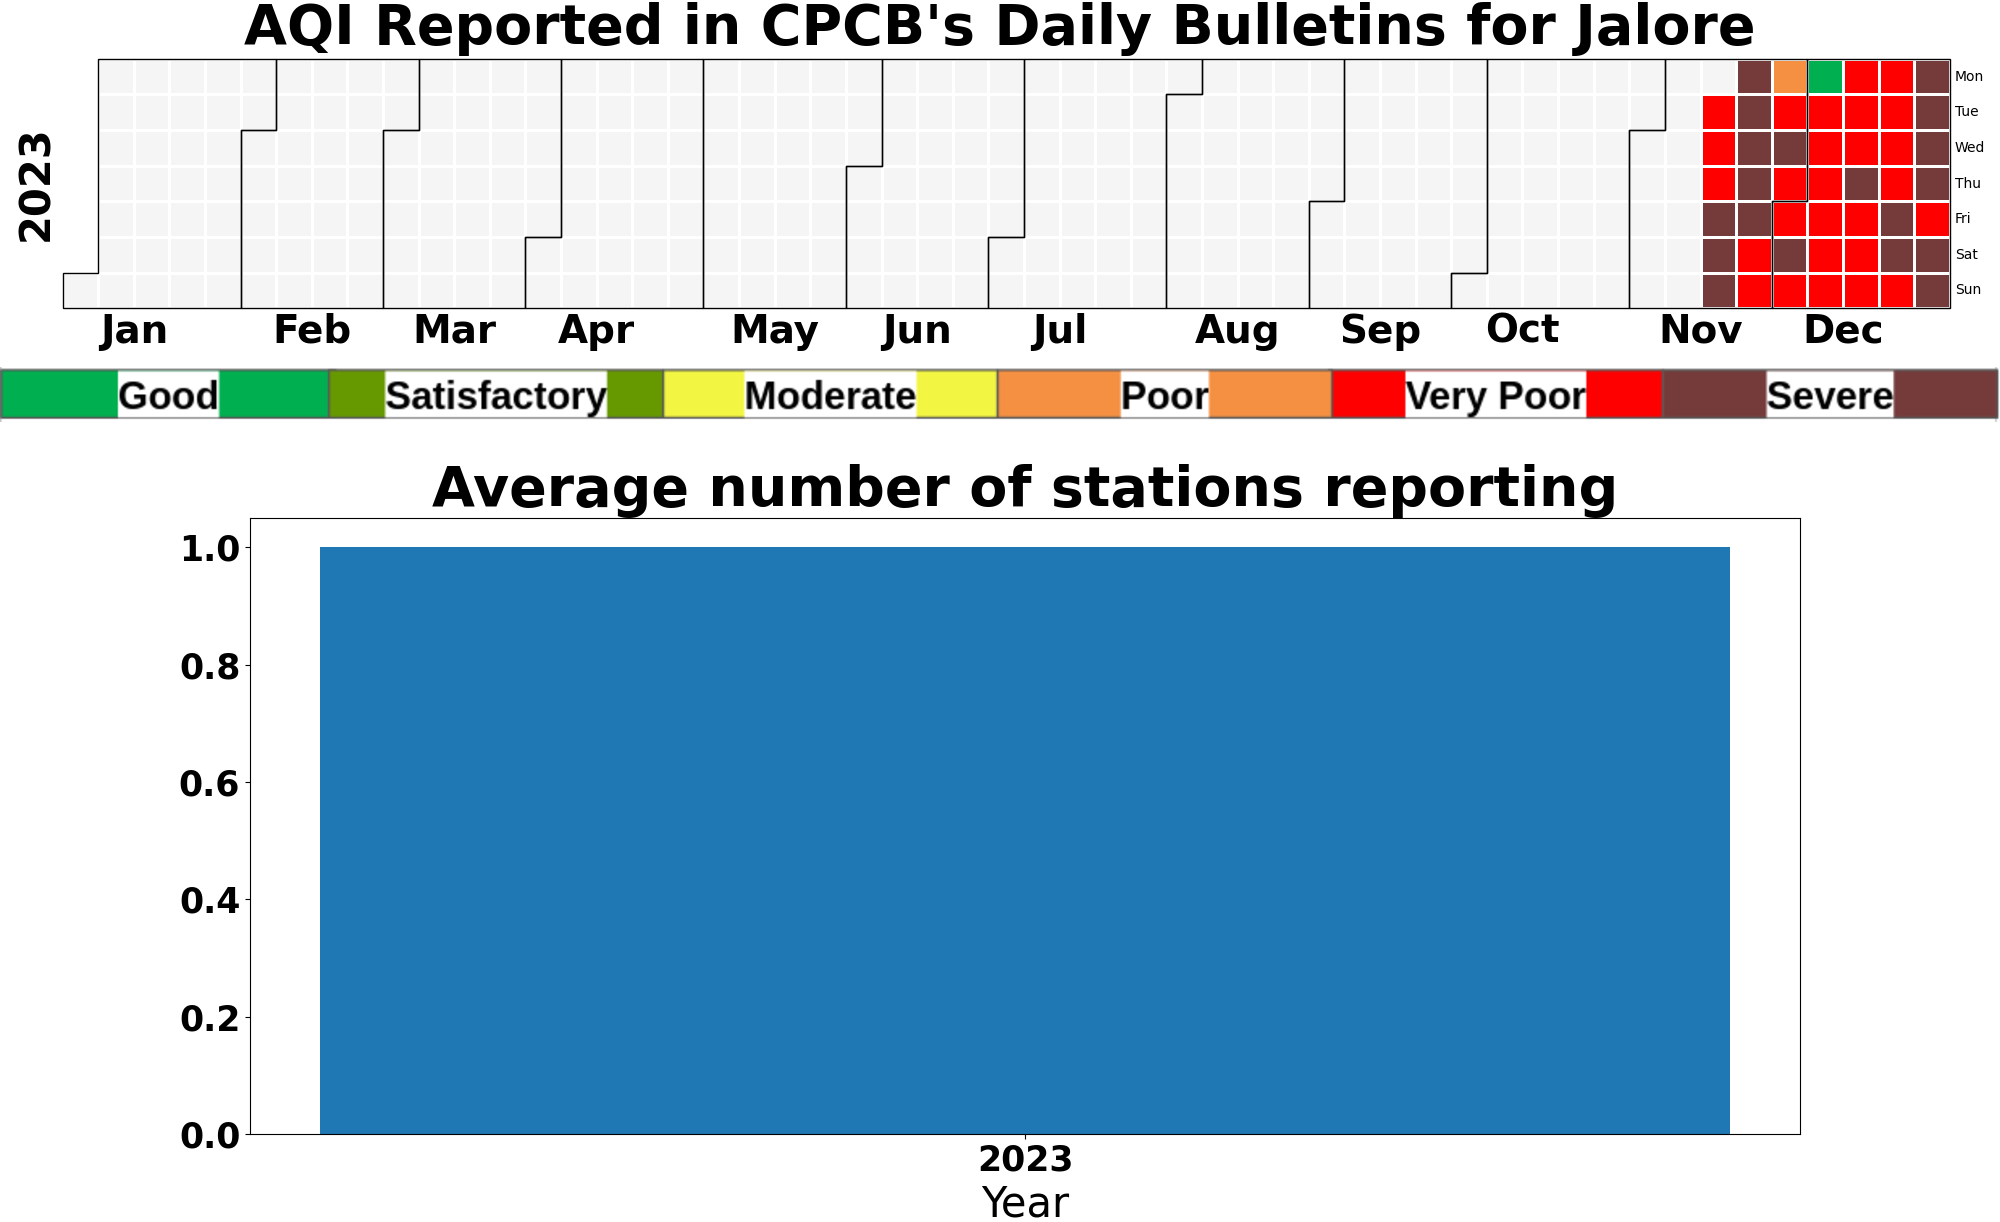 AQI Reported in CPCB's Daily Bulletins for Jalore
2023
Mon
Tue
Wed
Thu
Fri
Sat
Sun
Jan Feb Mar Apr May Jun Jul Aug Sep Oct Nov Dec
Good Satisfactory Moderate Poor Very Poor Severe
Average number of stations reporting
1.0
0.8
0.6
0.4
0.2
0.0
2023
Year